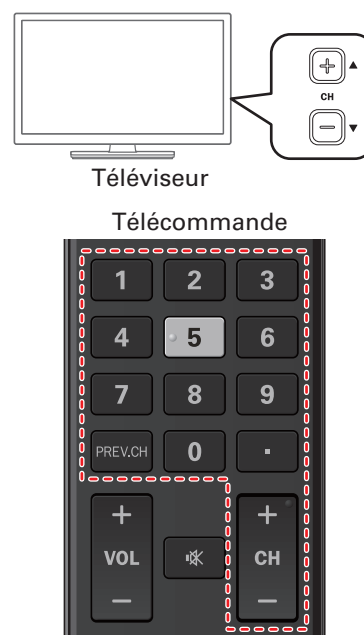 + ▲
CH
− ▼
Téléviseur
Télécommande
1 2 3
4 5 6
7 8 9
PREV.CH 0 .
+ +
VOL CH
− −